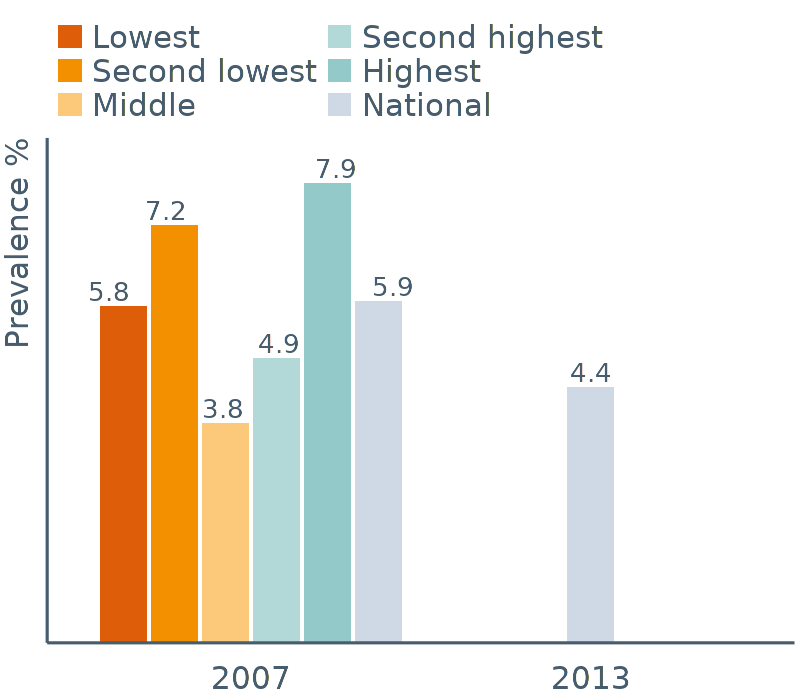 Lowest
Second lowest
Middle
Second highest
Highest
National
Prevalence %
7.9
7.2
5.8
5.9
4.9
4.4
3.8
2007
2013